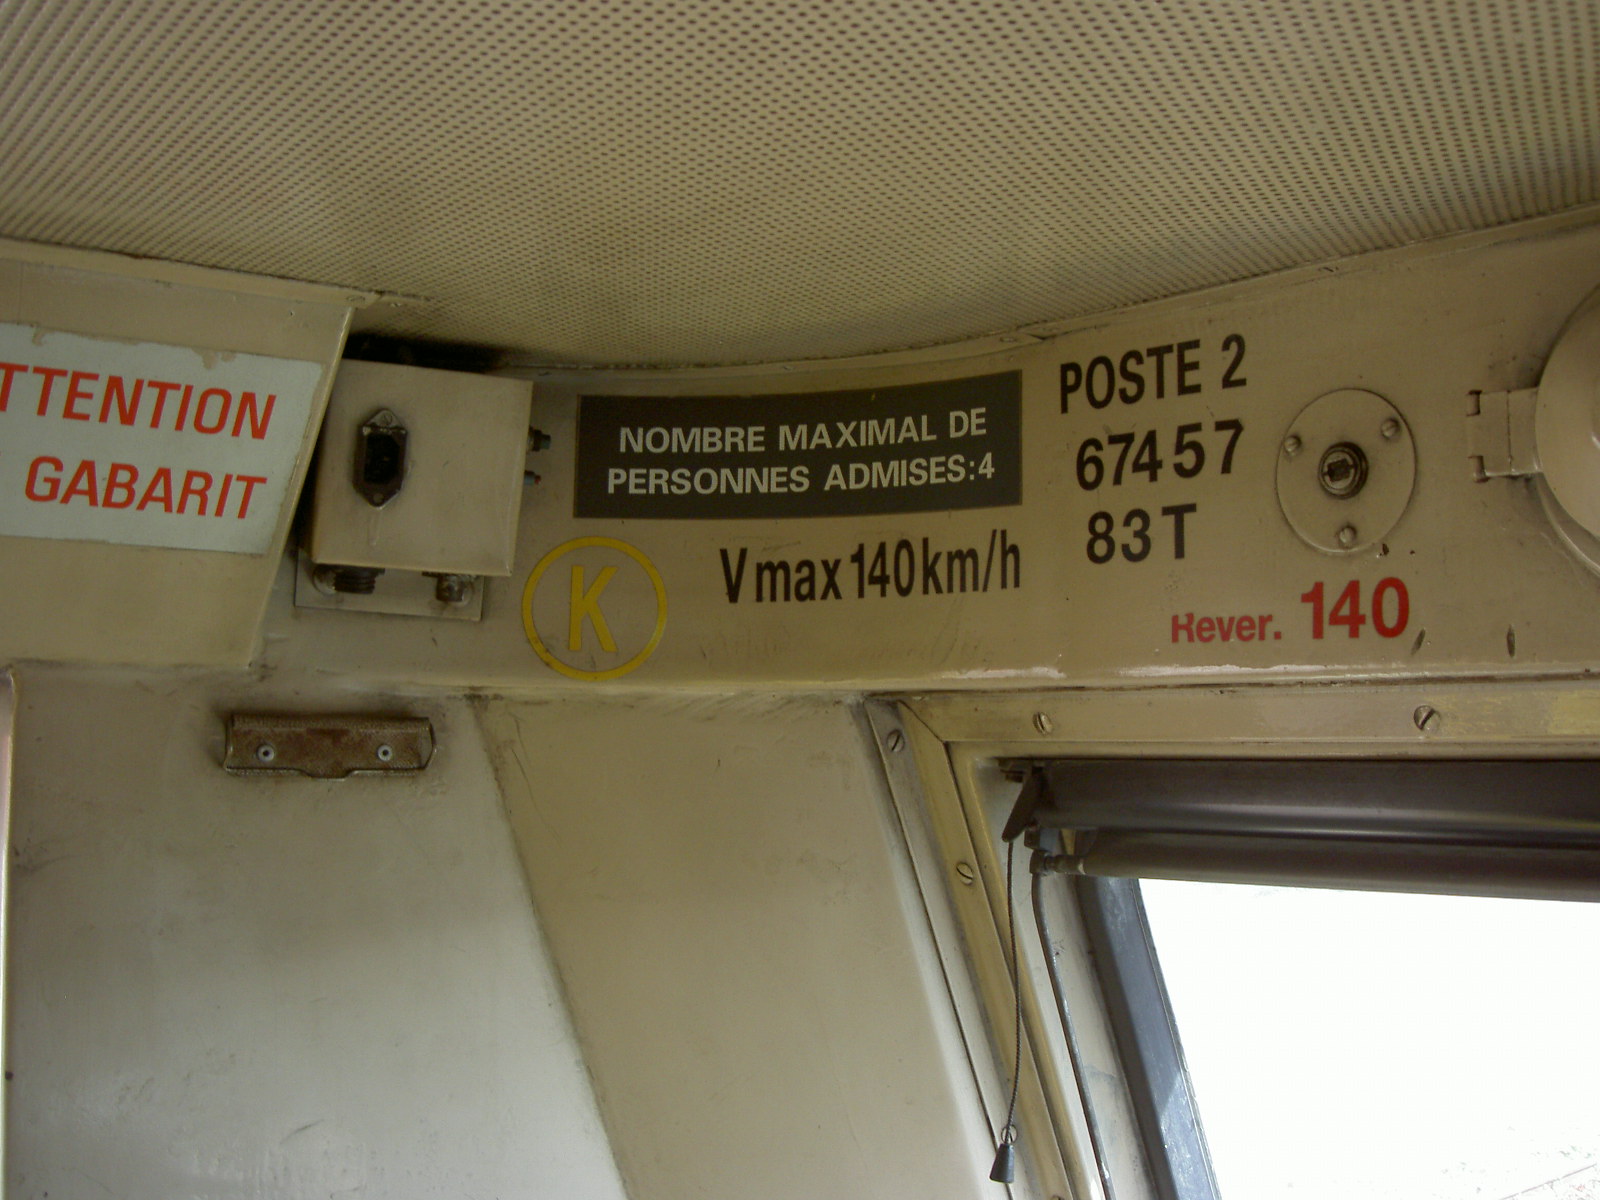 TTENTION
GABARIT
NOMBRE MAXIMAL DE
PERSONNES ADMISES:4
K
Vmax 140 km/h
POSTE 2
67457
83T
Rever. 140